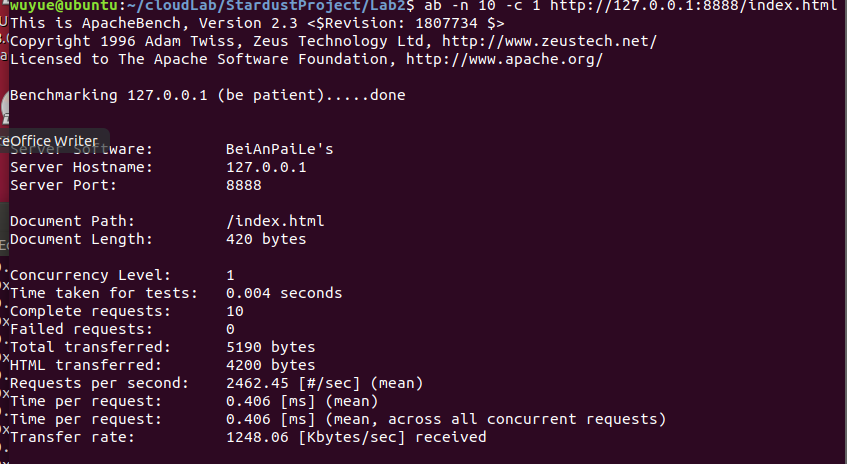 wuyue@ubuntu:~/cloudLab/StardustProject/Lab2$ ab -n 10 -c 1 http://127.0.0.1:8888/index.html
This is ApacheBench, Version 2.3 <$Revision: 1807734 $>
Copyright 1996 Adam Twiss, Zeus Technology Ltd, http://www.zeustech.net/
Licensed to The Apache Software Foundation, http://www.apache.org/
Benchmarking 127.0.0.1 (be patient).....done
eOffice Writer
Server Software: BeiAnPaiLe's
Server Hostname: 127.0.0.1
Server Port: 8888
Document Path: /index.html
Document Length: 420 bytes
Concurrency Level: 1
Time taken for tests: 0.004 seconds
Complete requests: 10
Failed requests: 0
Total transferred: 5190 bytes
HTML transferred: 4200 bytes
Requests per second: 2462.45 [#/sec] (mean)
Time per request: 0.406 [ms] (mean)
Time per request: 0.406 [ms] (mean, across all concurrent requests)
Transfer rate: 1248.06 [Kbytes/sec] received